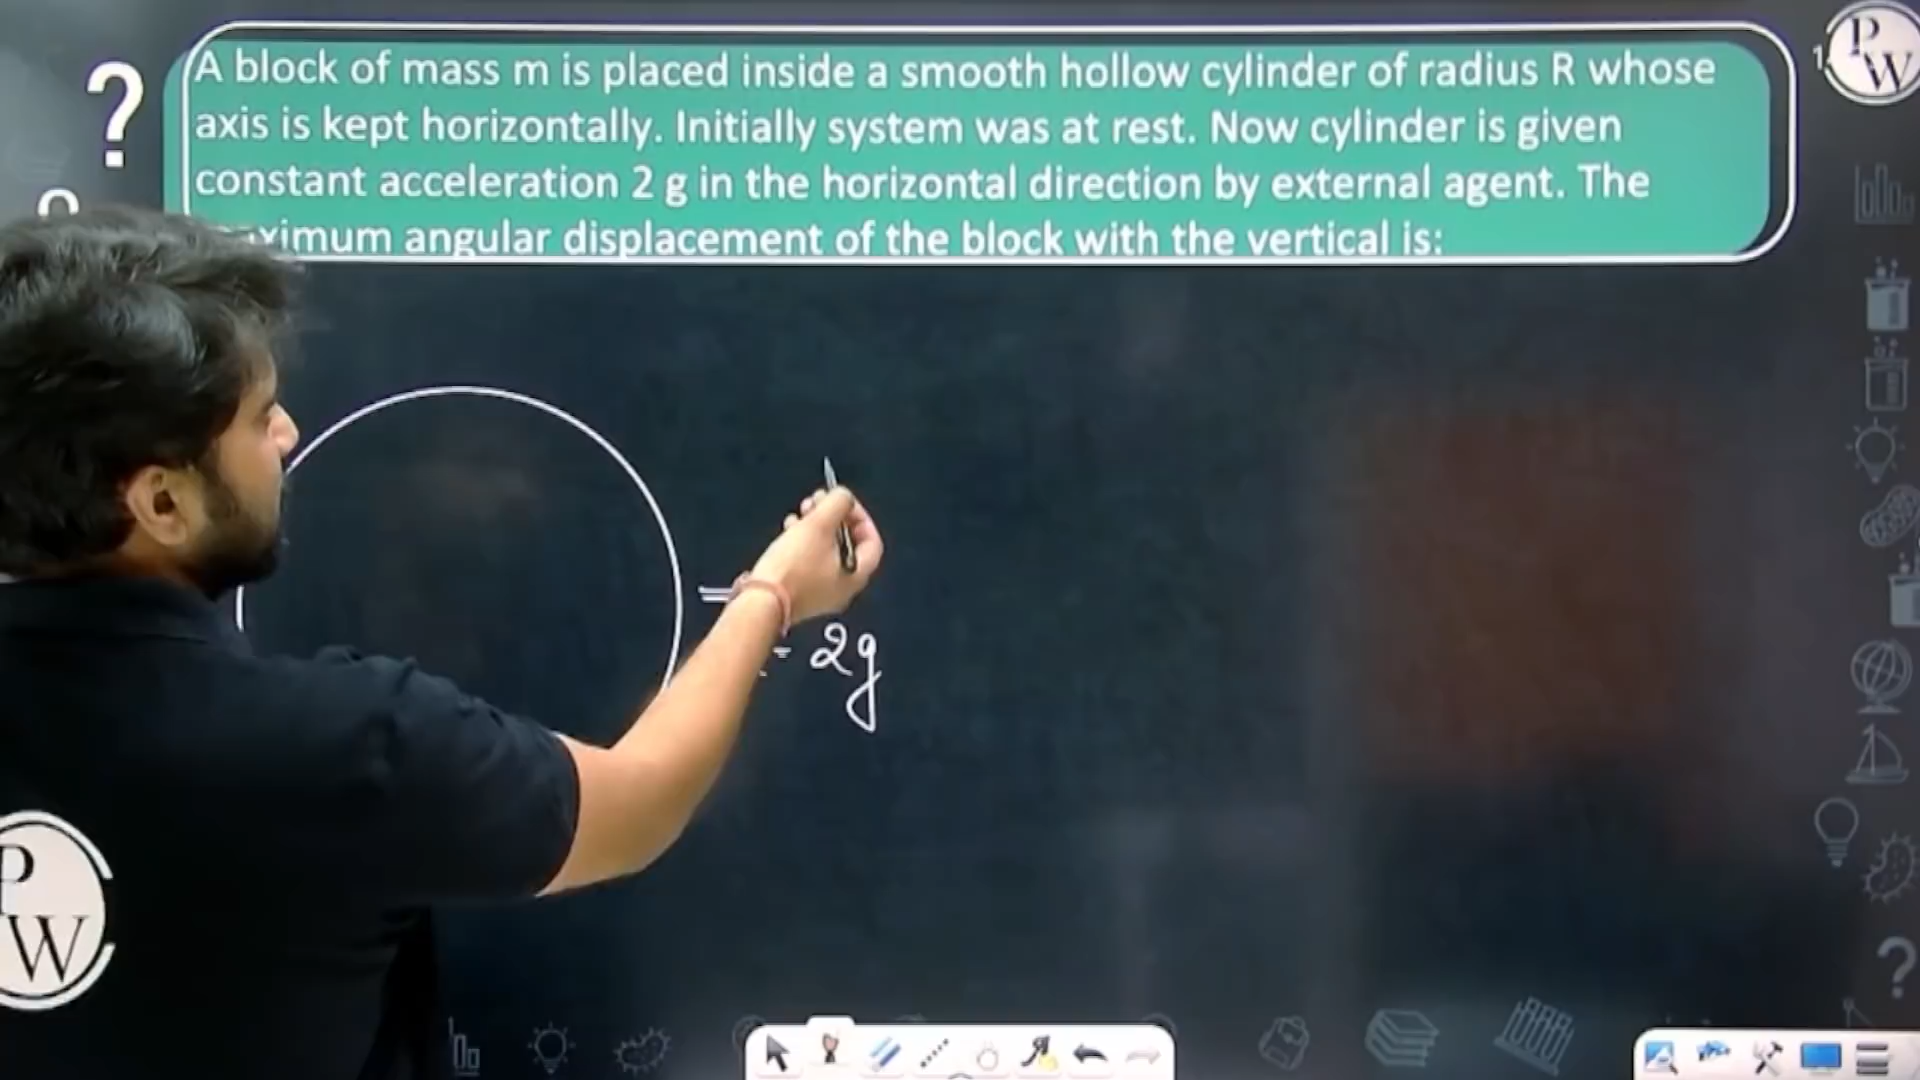 A block of mass m is placed inside a smooth hollow cylinder of radius R whose
axis is kept horizontally. Initially system was at rest. Now cylinder is given
constant acceleration 2 g in the horizontal direction by external agent. The
angular displacement of the block with the vertical is:
= 2g
P
W
P
W